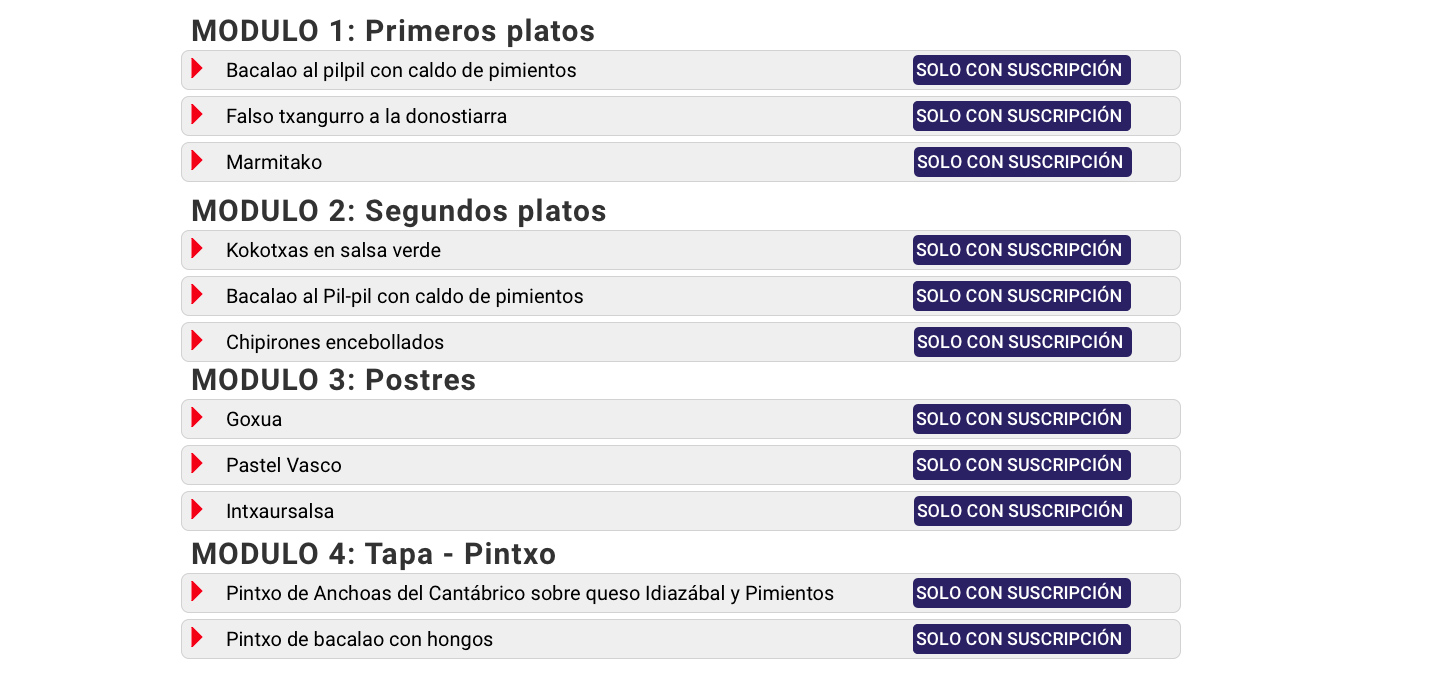 MODULO 1: Primeros platos
Bacalao al pilpil con caldo de pimientos SOLO CON SUSCRIPCIÓN
Falso txangurro a la donostiarra SOLO CON SUSCRIPCIÓN
Marmitako SOLO CON SUSCRIPCIÓN
MODULO 2: Segundos platos
Kokotxas en salsa verde SOLO CON SUSCRIPCIÓN
Bacalao al Pil-pil con caldo de pimientos SOLO CON SUSCRIPCIÓN
Chipirones encebollados SOLO CON SUSCRIPCIÓN
MODULO 3: Postres
Goxua SOLO CON SUSCRIPCIÓN
Pastel Vasco SOLO CON SUSCRIPCIÓN
Intxaursalsa SOLO CON SUSCRIPCIÓN
MODULO 4: Tapa - Pintxo
Pintxo de Anchoas del Cantábrico sobre queso Idiazábal y Pimientos SOLO CON SUSCRIPCIÓN
Pintxo de bacalao con hongos SOLO CON SUSCRIPCIÓN